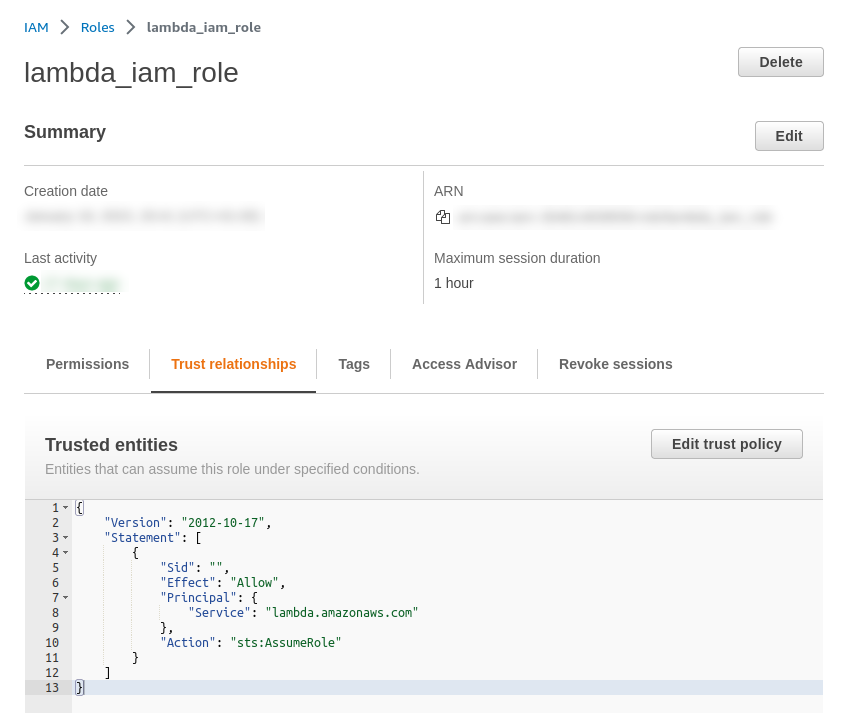 IAM > Roles > lambda_iam_role
lambda_iam_role
Delete
Summary
Edit
Creation date
ARN
Last activity
Maximum session duration
1 hour
Permissions
Trust relationships
Tags
Access Advisor
Revoke sessions
Trusted entities
Edit trust policy
Entities that can assume this role under specified conditions.
1 {
2     "Version": "2012-10-17",
3     "Statement": [
4         {
5             "Sid": "",
6             "Effect": "Allow",
7             "Principal": {
8                 "Service": "lambda.amazonaws.com"
9             },
10             "Action": "sts:AssumeRole"
11         }
12     ]
13 }